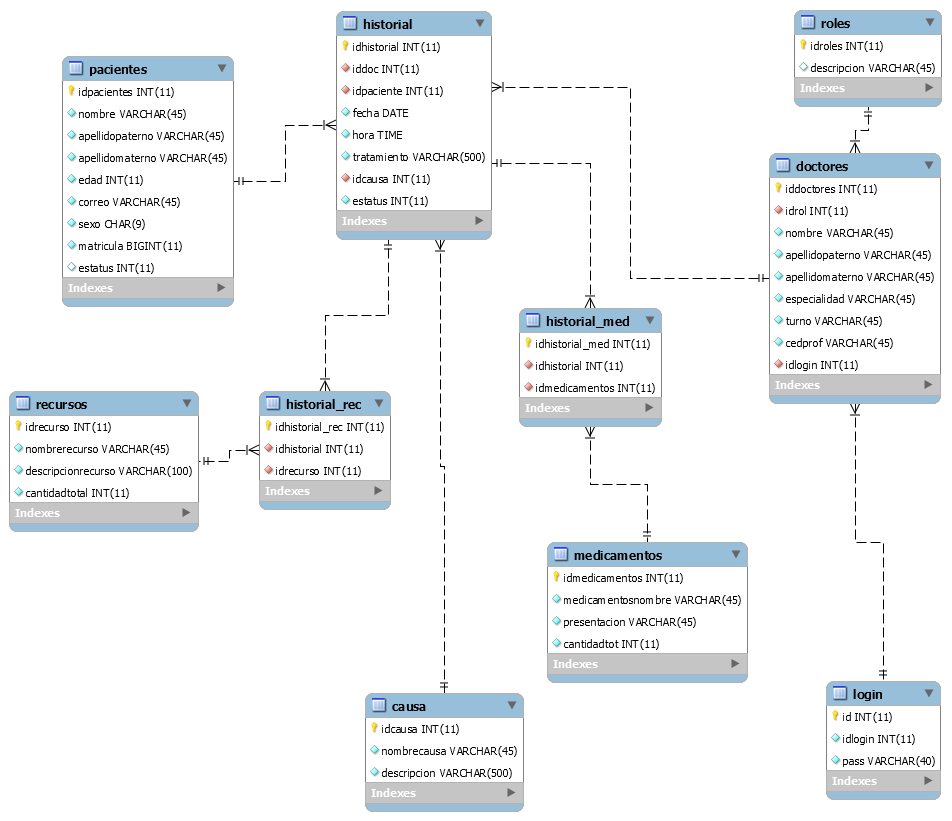 historial
idhistorial INT(11)
iddoc INT(11)
idpaciente INT(11)
fecha DATE
hora TIME
tratamiento VARCHAR(500)
idcausa INT(11)
estatus INT(11)
Indexes
roles
idroles INT(11)
descripcion VARCHAR(45)
Indexes
pacientes
idpacientes INT(11)
nombre VARCHAR(45)
apellidopaterno VARCHAR(45)
apellidomaterno VARCHAR(45)
edad INT(11)
correo VARCHAR(45)
sexo CHAR(9)
matricula BIGINT(11)
estatus INT(11)
Indexes
doctores
iddoctores INT(11)
idrol INT(11)
nombre VARCHAR(45)
apellidopaterno VARCHAR(45)
apellidomaterno VARCHAR(45)
especialidad VARCHAR(45)
turno VARCHAR(45)
cedprof VARCHAR(45)
idlogin INT(11)
Indexes
historial_med
idhistorial_med INT(11)
idhistorial INT(11)
idmedicamentos INT(11)
Indexes
recursos
idrecurso INT(11)
nombrerecurso VARCHAR(45)
descripcionrecurso VARCHAR(100)
cantidadtotal INT(11)
Indexes
historial_rec
idhistorial_rec INT(11)
idhistorial INT(11)
idrecurso INT(11)
Indexes
medicamentos
idmedicamentos INT(11)
medicamentosnombre VARCHAR(45)
presentacion VARCHAR(45)
cantidadtot INT(11)
Indexes
causa
idcausa INT(11)
nombrecausa VARCHAR(45)
descripcion VARCHAR(500)
Indexes
login
id INT(11)
idlogin INT(11)
pass VARCHAR(40)
Indexes